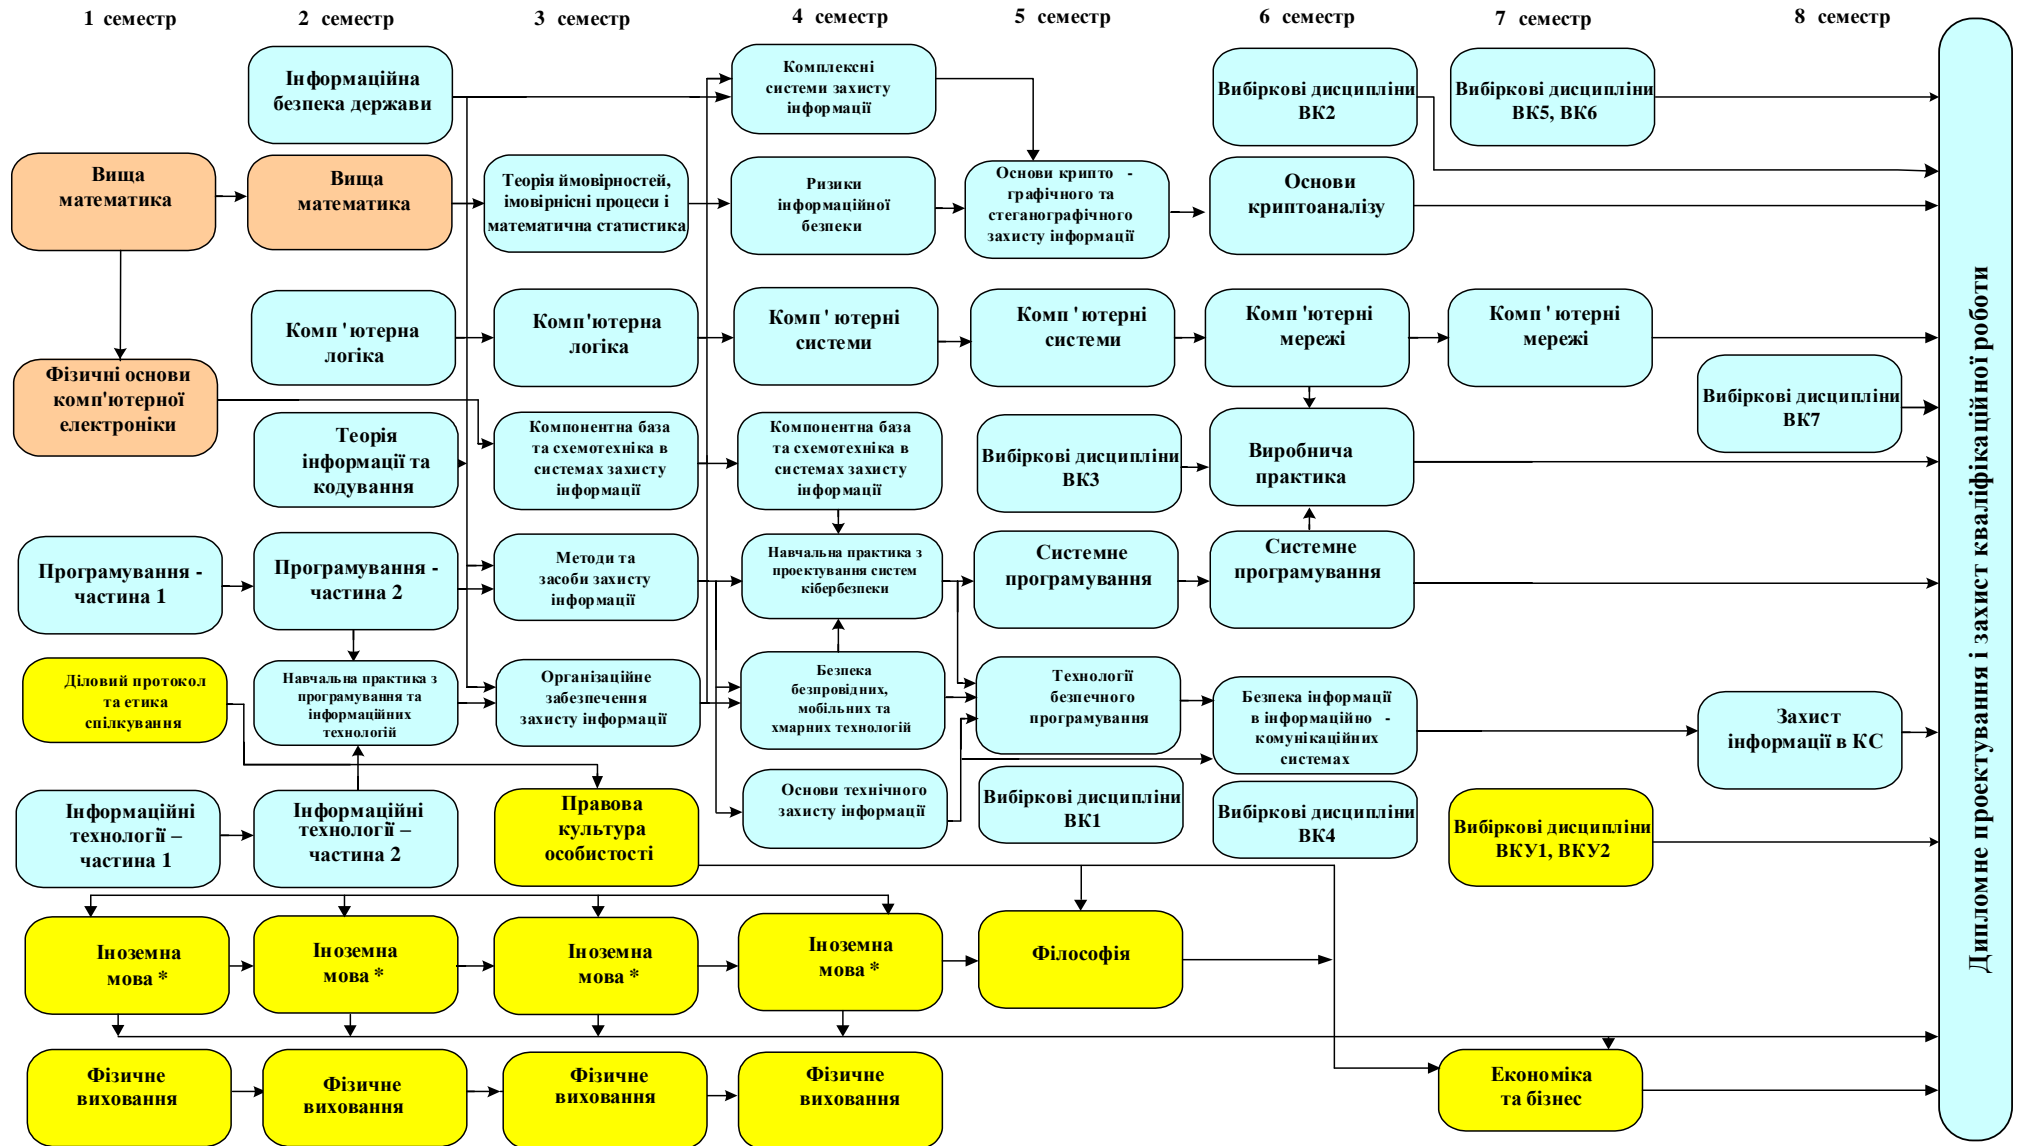 1 семестр
2 семестр
3 семестр
4 семестр
5 семестр
6 семестр
7 семестр
8 семестр
Інформаційна
безпека держави
Комплексні
системи захисту
інформації
Вибіркові дисципліни
ВК2
Вибіркові дисципліни
ВК5, ВК6
Вища
математика
Вища
математика
Теорія ймовірностей,
імовірнісні процеси і
математична статистика
Ризики
інформаційної
безпеки
Основи крипто -
графічного та
стеганографічного
захисту інформації
Основи
криптоаналізу
Комп 'ютерна
логіка
Комп'ютерна
логіка
Комп ' ютерні
системи
Комп ' ютерні
системи
Комп ' ютерні
мережі
Комп ' ютерні
мережі
Фізичні основи
комп'ютерної
електроніки
Теорія
інформації та
кодування
Компонентна база
та схемотехніка в
системах захисту
інформації
Компонентна база
та схемотехніка в
системах захисту
інформації
Вибіркові дисципліни
ВК3
Виробнича
практика
Вибіркові дисципліни
ВК7
Програмування -
частина 1
Програмування -
частина 2
Методи та
засоби захисту
інформації
Навчальна практика з
проектування систем
кібербезпеки
Системне
програмування
Системне
програмування
Діловий протокол
та етика
спілкування
Навчальна практика з
програмування та
інформаційних
технологій
Організаційне
забезпечення
захисту інформації
Безпека
безпровідних,
мобільних та
хмарних технологій
Технології
безпечного
програмування
Безпека інформації
в інформаційно -
комунікаційних
системах
Захист
інформації в КС
Інформаційні
технології –
частина 1
Інформаційні
технології –
частина 2
Правова
культура
особистості
Основи технічного
захисту інформації
Вибіркові дисципліни
ВК1
Вибіркові дисципліни
ВК4
Вибіркові дисципліни
ВКУ1, ВКУ2
Іноземна
мова *
Іноземна
мова *
Іноземна
мова *
Іноземна
мова *
Філософія
Фізичне
виховання
Фізичне
виховання
Фізичне
виховання
Фізичне
виховання
Економіка
та бізнес
Дипломне проектування і захист кваліфікаційної роботи